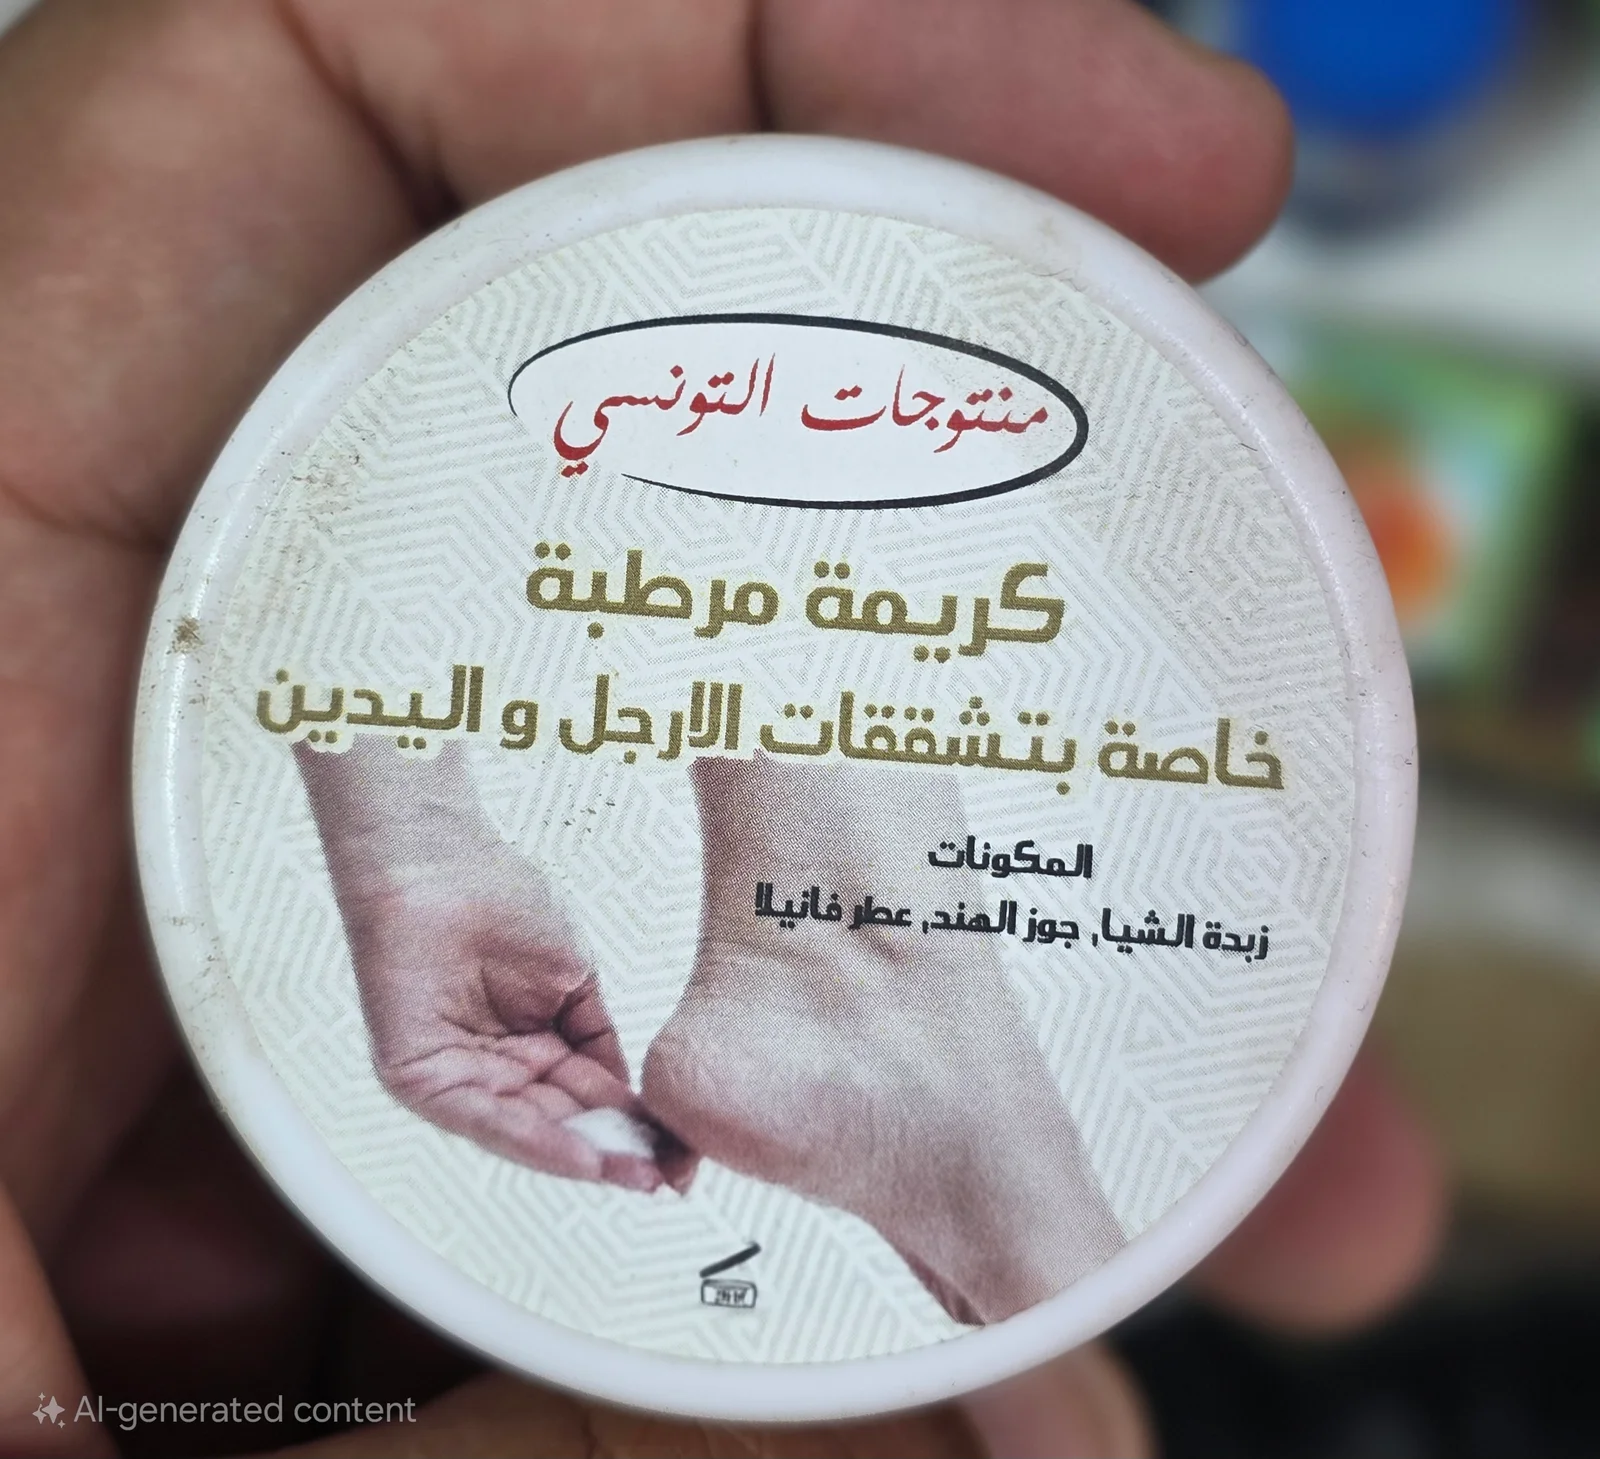 منتوجات التونسي
كريمة مرطبة
خاصة بتشققات الارجل و اليدين
المكونات
زبدة الشيا, جوز الهند, عطر فانيلا
AI-generated content